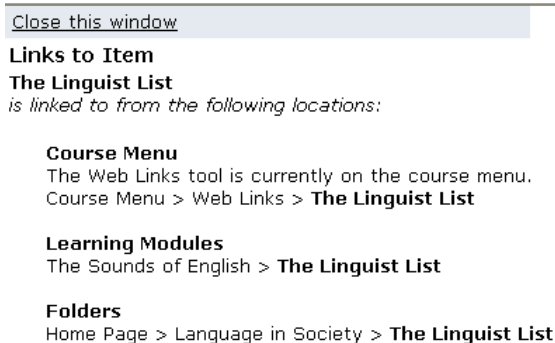 Close this window
Links to Item
The Linguist List
is linked to from the following locations:
Course Menu
The Web Links tool is currently on the course menu.
Course Menu > Web Links > The Linguist List
Learning Modules
The Sounds of English > The Linguist List
Folders
Home Page > Language in Society > The Linguist List